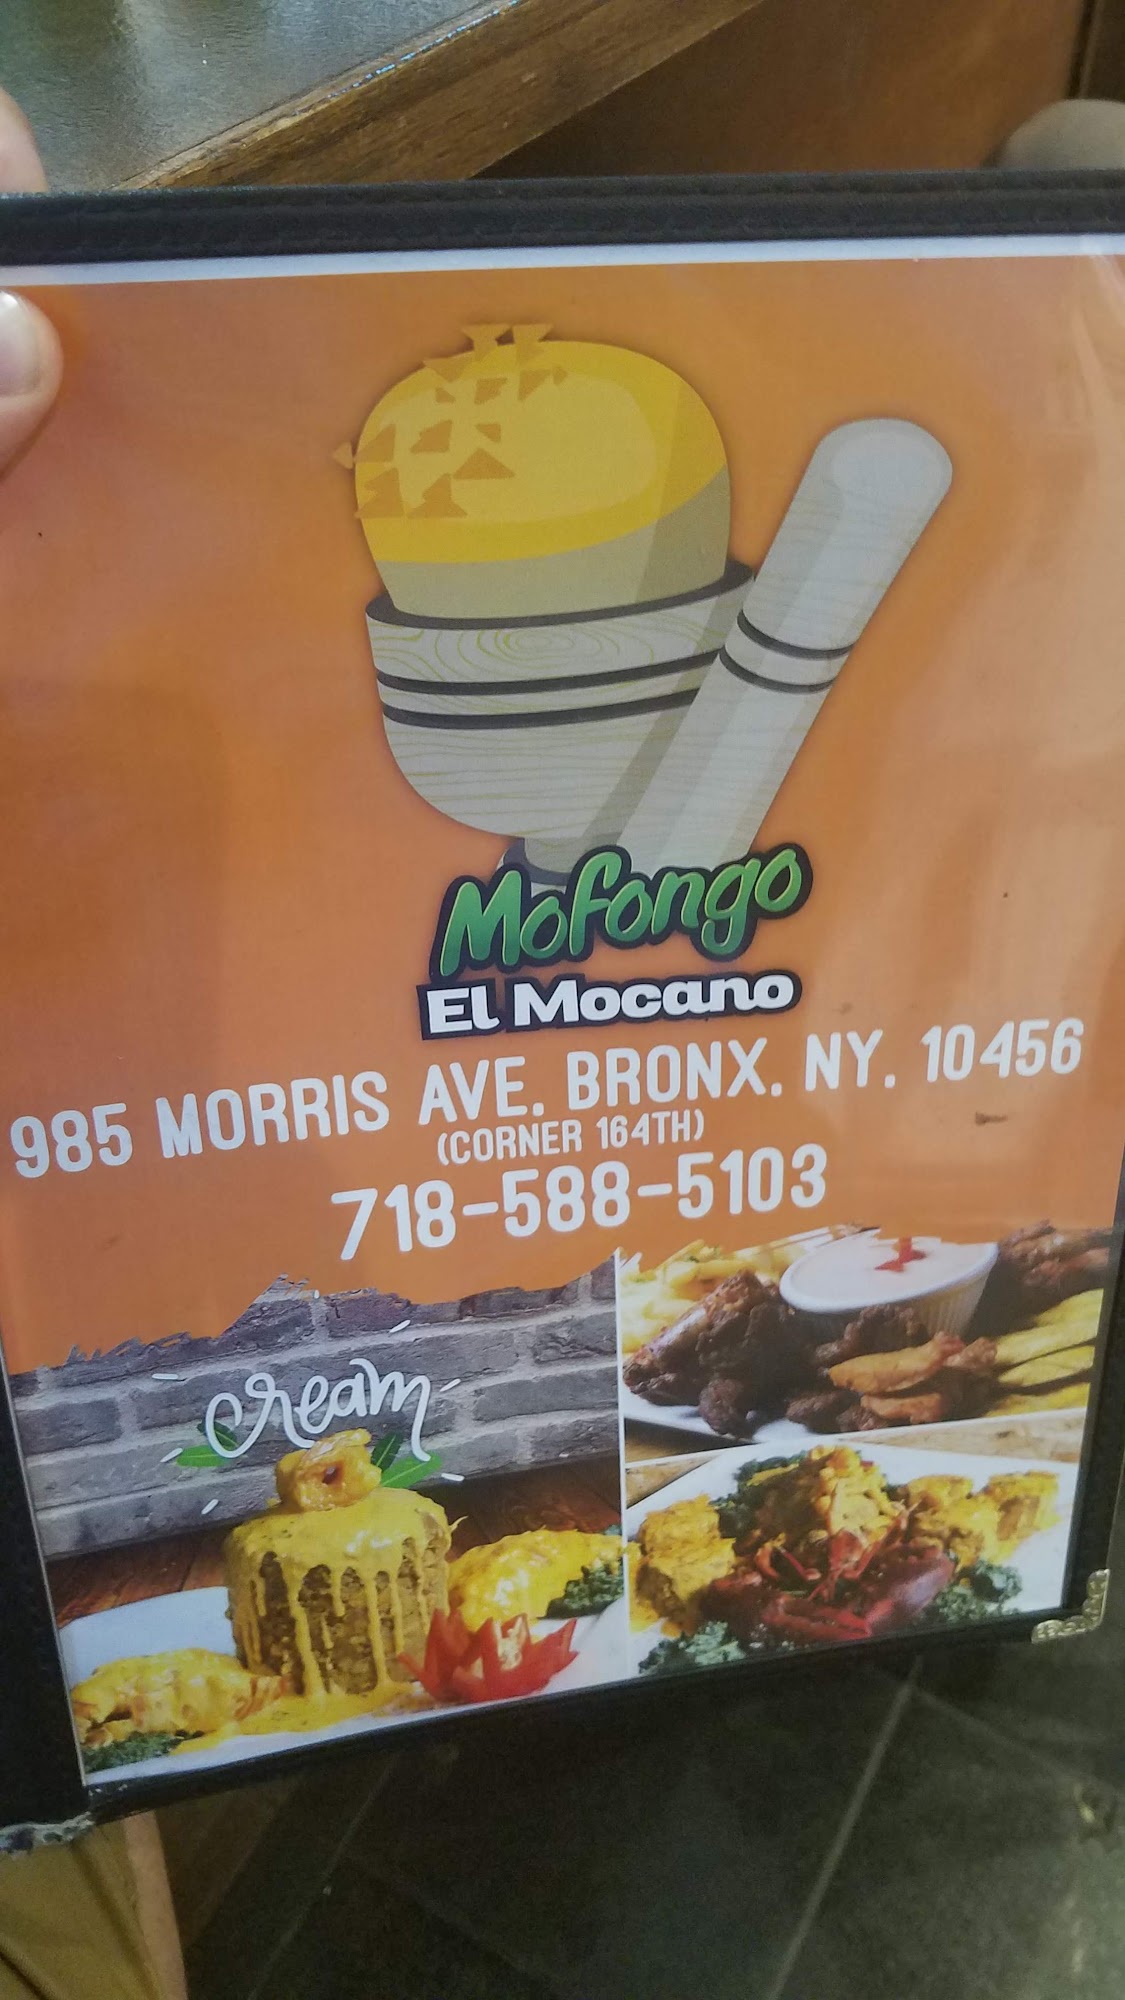 Mofongo
El Mocano
985 MORRIS AVE. BRONX. NY. 10456
(CORNER 164TH)
718-588-5103
cream